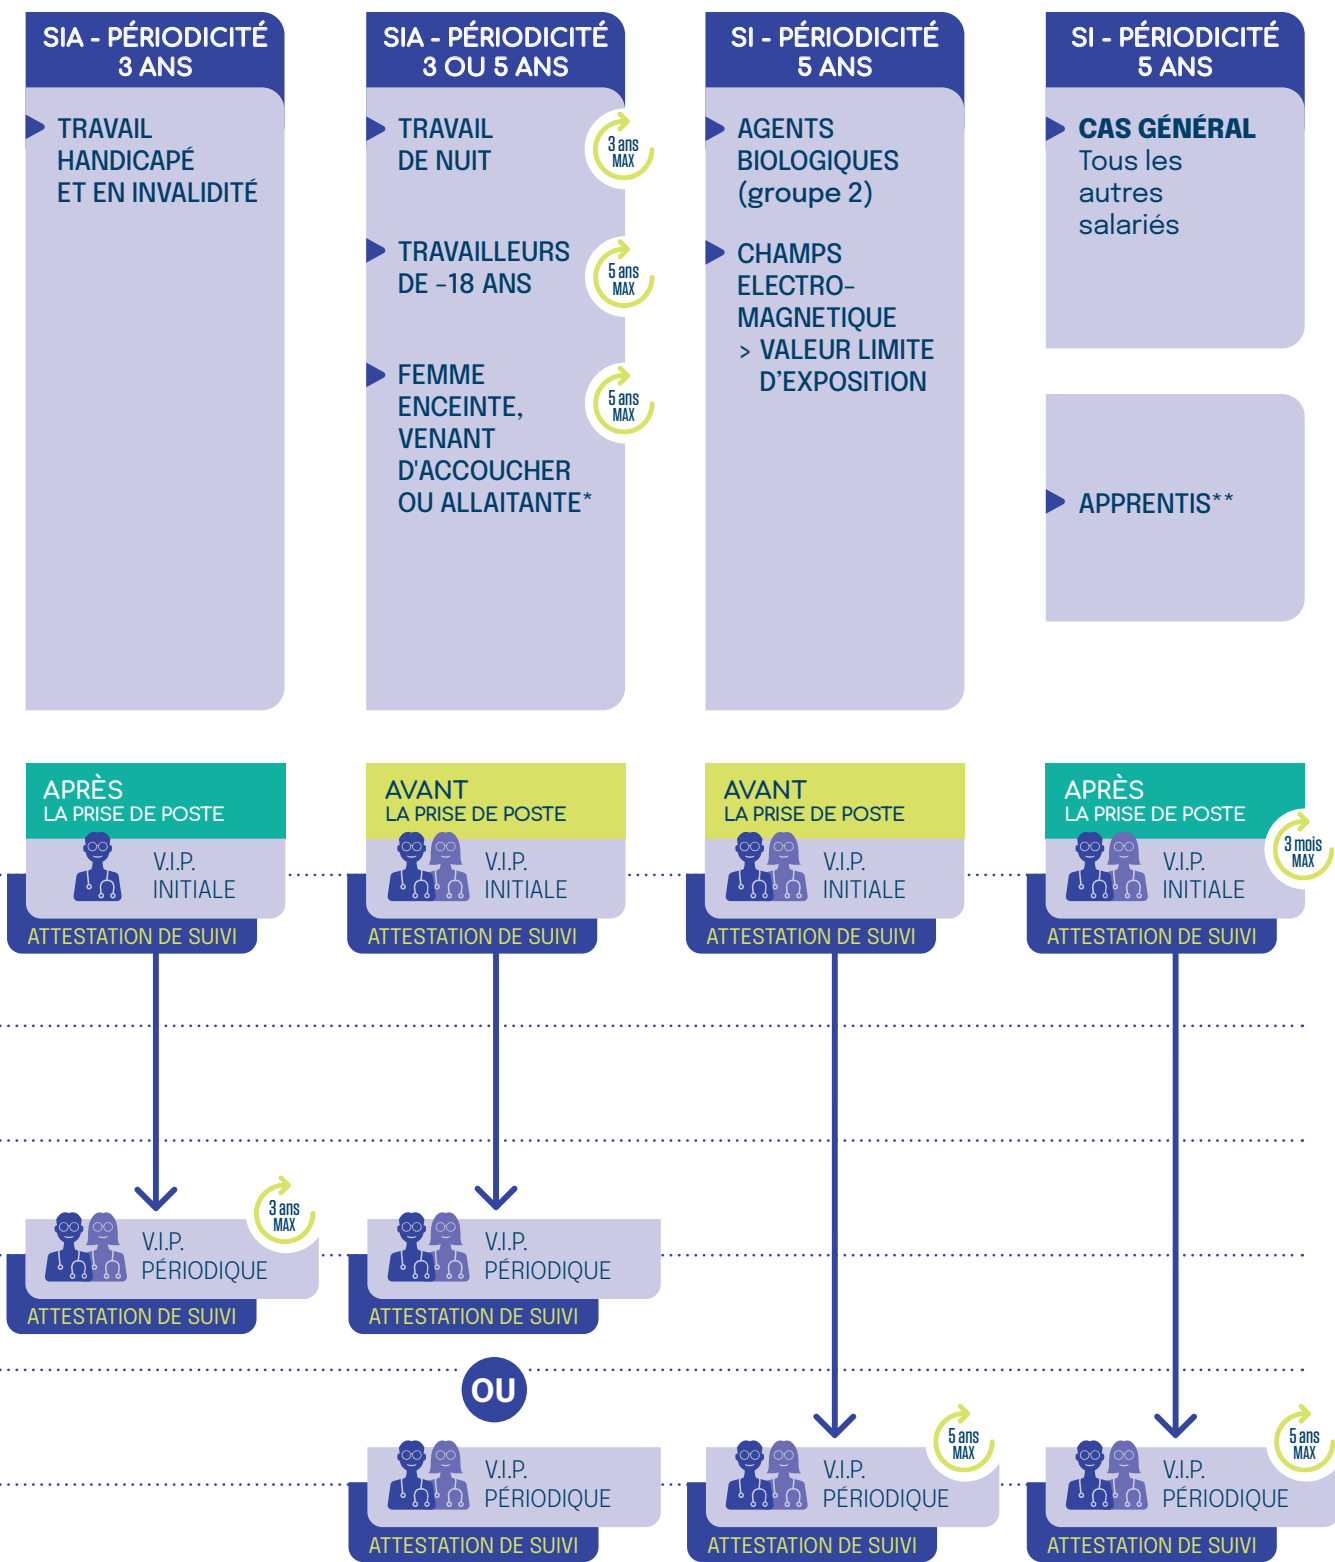 SIA - PÉRIODICITÉ
3 ANS
TRAVAIL
HANDICAPÉ
ET EN INVALIDITÉ
SIA - PÉRIODICITÉ
3 OU 5 ANS
TRAVAIL
DE NUIT
3 ans
MAX
TRAVAILLEURS
DE -18 ANS
5 ans
MAX
FEMME
ENCEINTE,
VENANT
D'ACCOUCHER
OU ALLAITANTE*
5 ans
MAX
SI - PÉRIODICITÉ
5 ANS
AGENTS
BIOLOGIQUES
(groupe 2)
CHAMPS
ELECTRO-
MAGNETIQUE
> VALEUR LIMITE
D’EXPOSITION
SI - PÉRIODICITÉ
5 ANS
CAS GÉNÉRAL
Tous les
autres
salariés
APPRENTIS**
APRÈS
LA PRISE DE POSTE
V.I.P.
INITIALE
ATTESTATION DE SUIVI
AVANT
LA PRISE DE POSTE
V.I.P.
INITIALE
ATTESTATION DE SUIVI
AVANT
LA PRISE DE POSTE
V.I.P.
INITIALE
ATTESTATION DE SUIVI
APRÈS
LA PRISE DE POSTE
3 mois
MAX
V.I.P.
INITIALE
ATTESTATION DE SUIVI
3 ans
MAX
V.I.P.
PÉRIODIQUE
ATTESTATION DE SUIVI
V.I.P.
PÉRIODIQUE
ATTESTATION DE SUIVI
OU
V.I.P.
PÉRIODIQUE
ATTESTATION DE SUIVI
5 ans
MAX
V.I.P.
PÉRIODIQUE
ATTESTATION DE SUIVI
5 ans
MAX
V.I.P.
PÉRIODIQUE
ATTESTATION DE SUIVI